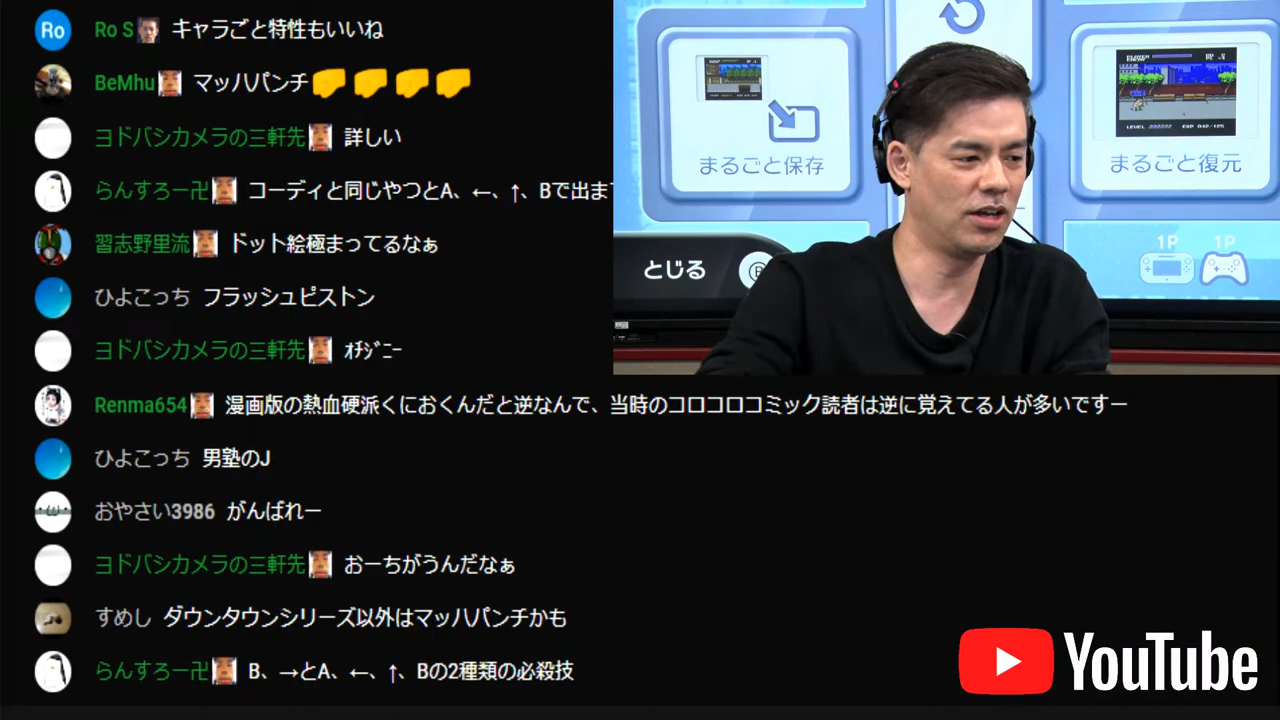 Ro Ro S キャラごと特性もいいね
BeMhu マッハパンチ
ヨドバシカメラの三軒先 詳しい
らんすろー卍 コーディと同じやつとA、←、↑、Bで出ま
習志野里流 ドット絵極まってるなぁ
ひよこっち フラッシュピストン
ヨドバシカメラの三軒先 ｵﾁｼﾞﾆｰ
Renma654 漫画版の熱血硬派くにおくんだと逆なんで、当時のコロコロコミック読者は逆に覚えてる人が多いですー
ひよこっち 男塾のJ
おやさい3986 がんばれー
ヨドバシカメラの三軒先 おーちがうんだなぁ
すめし ダウンタウンシリーズ以外はマッハパンチかも
らんすろー卍 B、→とA、←、↑、Bの2種類の必殺技
まるごと保存
まるごと復元
とじる B
1P 1P
YouTube